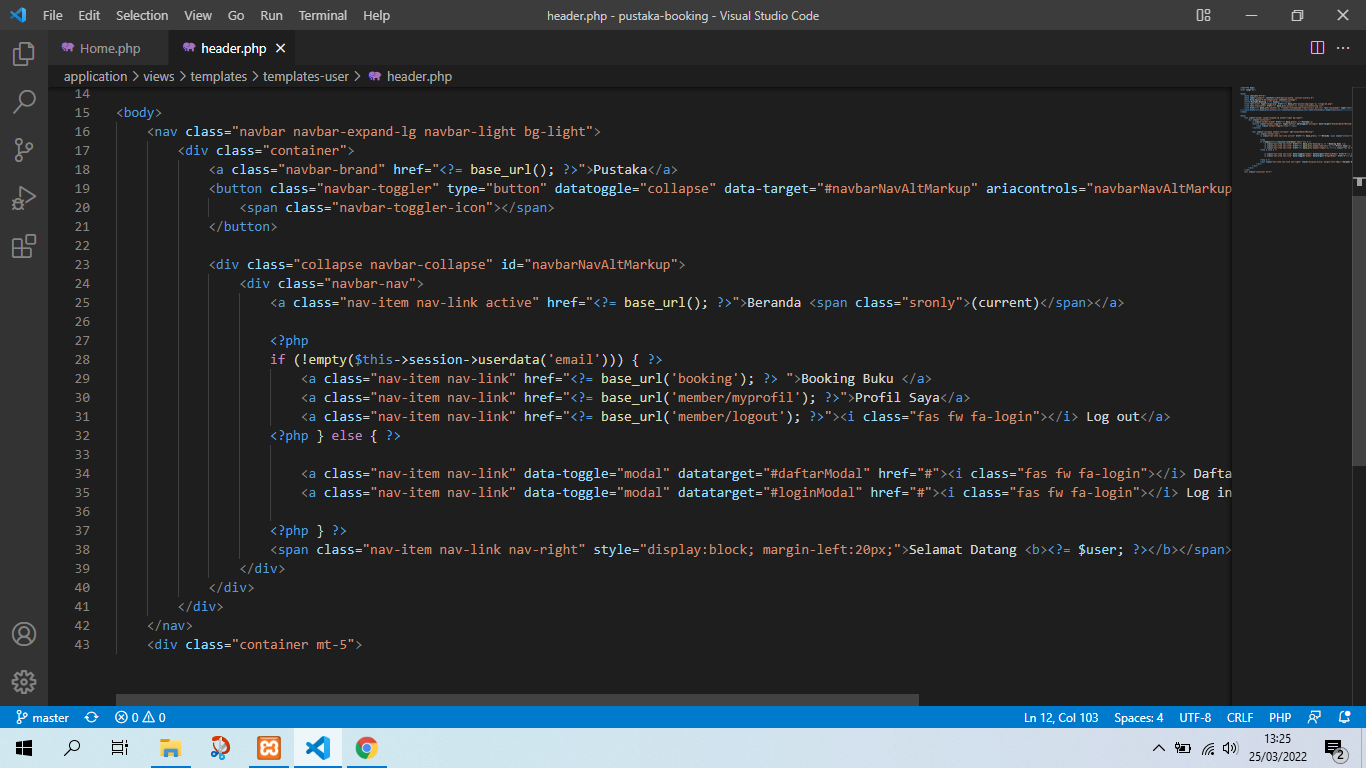 File Edit Selection View Go Run Terminal Help header.php - pustaka-booking - Visual Studio Code
Home.php header.php
application > views > templates > templates-user > header.php
14
15 <body>
16 <nav class="navbar navbar-expand-lg navbar-light bg-light">
17 <div class="container">
18 <a class="navbar-brand" href="<?= base_url(); ?>">Pustaka</a>
19 <button class="navbar-toggler" type="button" datatoggle="collapse" data-target="#navbarNavAltMarkup" ariacontrols="navbarNavAltMarkup
20 <span class="navbar-toggler-icon"></span>
21 </button>
22
23 <div class="collapse navbar-collapse" id="navbarNavAltMarkup">
24 <div class="navbar-nav">
25 <a class="nav-item nav-link active" href="<?= base_url(); ?>">Beranda <span class="sronly">(current)</span></a>
26
27 <?php
28 if (!empty($this->session->userdata('email'))) { ?>
29 <a class="nav-item nav-link" href="<?= base_url('booking'); ?> ">Booking Buku </a>
30 <a class="nav-item nav-link" href="<?= base_url('member/myprofil'); ?>">Profil Saya</a>
31 <a class="nav-item nav-link" href="<?= base_url('member/logout'); ?>"><i class="fas fw fa-login"></i> Log out</a>
32 <?php } else { ?>
33
34 <a class="nav-item nav-link" data-toggle="modal" datatarget="#daftarModal" href="#"><i class="fas fw fa-login"></i> Dafta
35 <a class="nav-item nav-link" data-toggle="modal" datatarget="#loginModal" href="#"><i class="fas fw fa-login"></i> Log in
36
37 <?php } ?>
38 <span class="nav-item nav-link nav-right" style="display:block; margin-left:20px;">Selamat Datang <b><?= $user; ?></b></span>
39 </div>
40 </div>
41 </div>
42 </nav>
43 <div class="container mt-5">
master 0 0 Ln 12, Col 103 Spaces: 4 UTF-8 CRLF PHP
13:25
25/03/2022
2